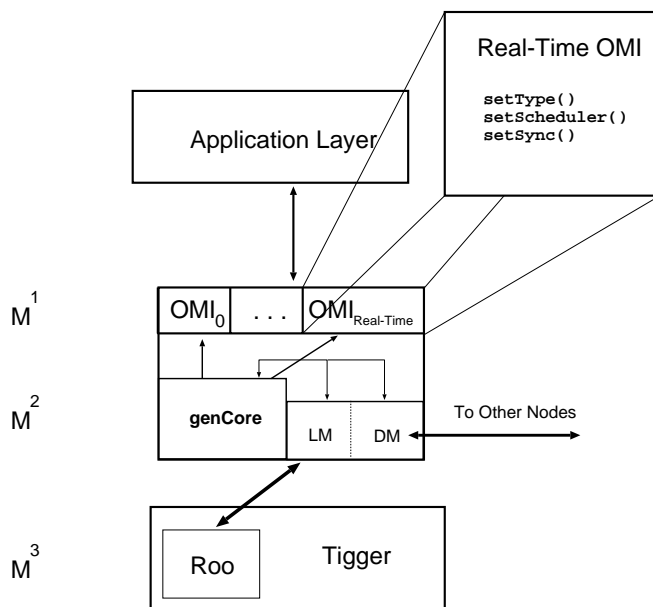 Real-Time OMI
setType()
setScheduler()
setSync()
Application Layer
M1
OMI0
. . .
OMIReal-Time
M2
genCore
LM
DM
To Other Nodes
M3
Roo
Tigger